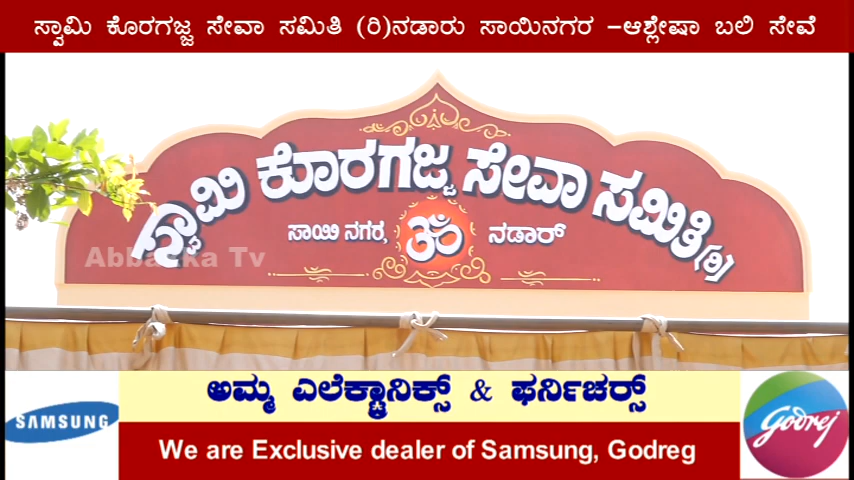 ಸ್ವಾಮಿ ಕೊರಗಜ್ಜ ಸೇವಾ ಸಮಿತಿ (ರಿ)ನಡಾರು ಸಾಯಿನಗರ -ಆಶ್ಲೇಷಾ ಬಲಿ ಸೇವೆ
ಸ್ವಾಮಿ ಕೊರಗಜ್ಜ ಸೇವಾ ಸಮಿತಿ (ರಿ)
ಸಾಯಿ ನಗರ, ಓಂ ನಡಾರ್
Abbakka Tv
ಅಮ್ಮ ಎಲೆಕ್ಟ್ರಾನಿಕ್ಸ್ & ಫರ್ನಿಚರ್ಸ್
SAMSUNG
We are Exclusive dealer of Samsung, Godreg
Godrej